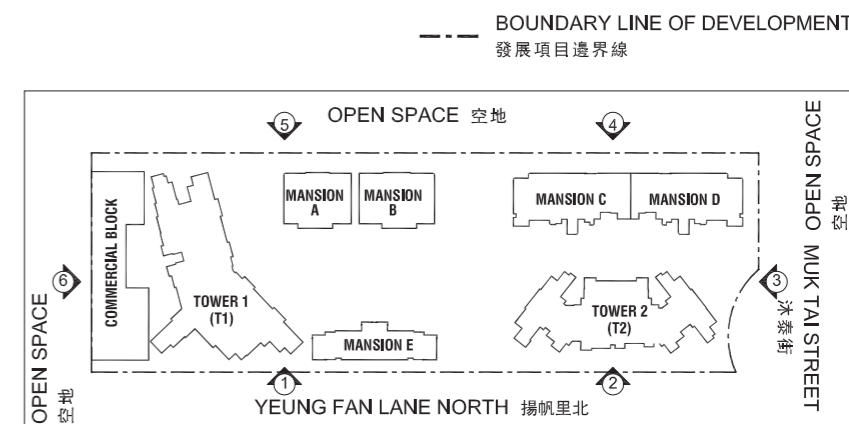 BOUNDARY LINE OF DEVELOPMENT
發展項目邊界線
5
OPEN SPACE 空地
4
OPEN SPACE
空地
MANSION
A
MANSION
B
MANSION C
MANSION D
COMMERCIAL BLOCK
6
TOWER 1
(T1)
TOWER 2
(T2)
3
MUK TAI STREET
沐泰街
MANSION E
OPEN SPACE
空地
1
2
YEUNG FAN LANE NORTH 揚帆里北